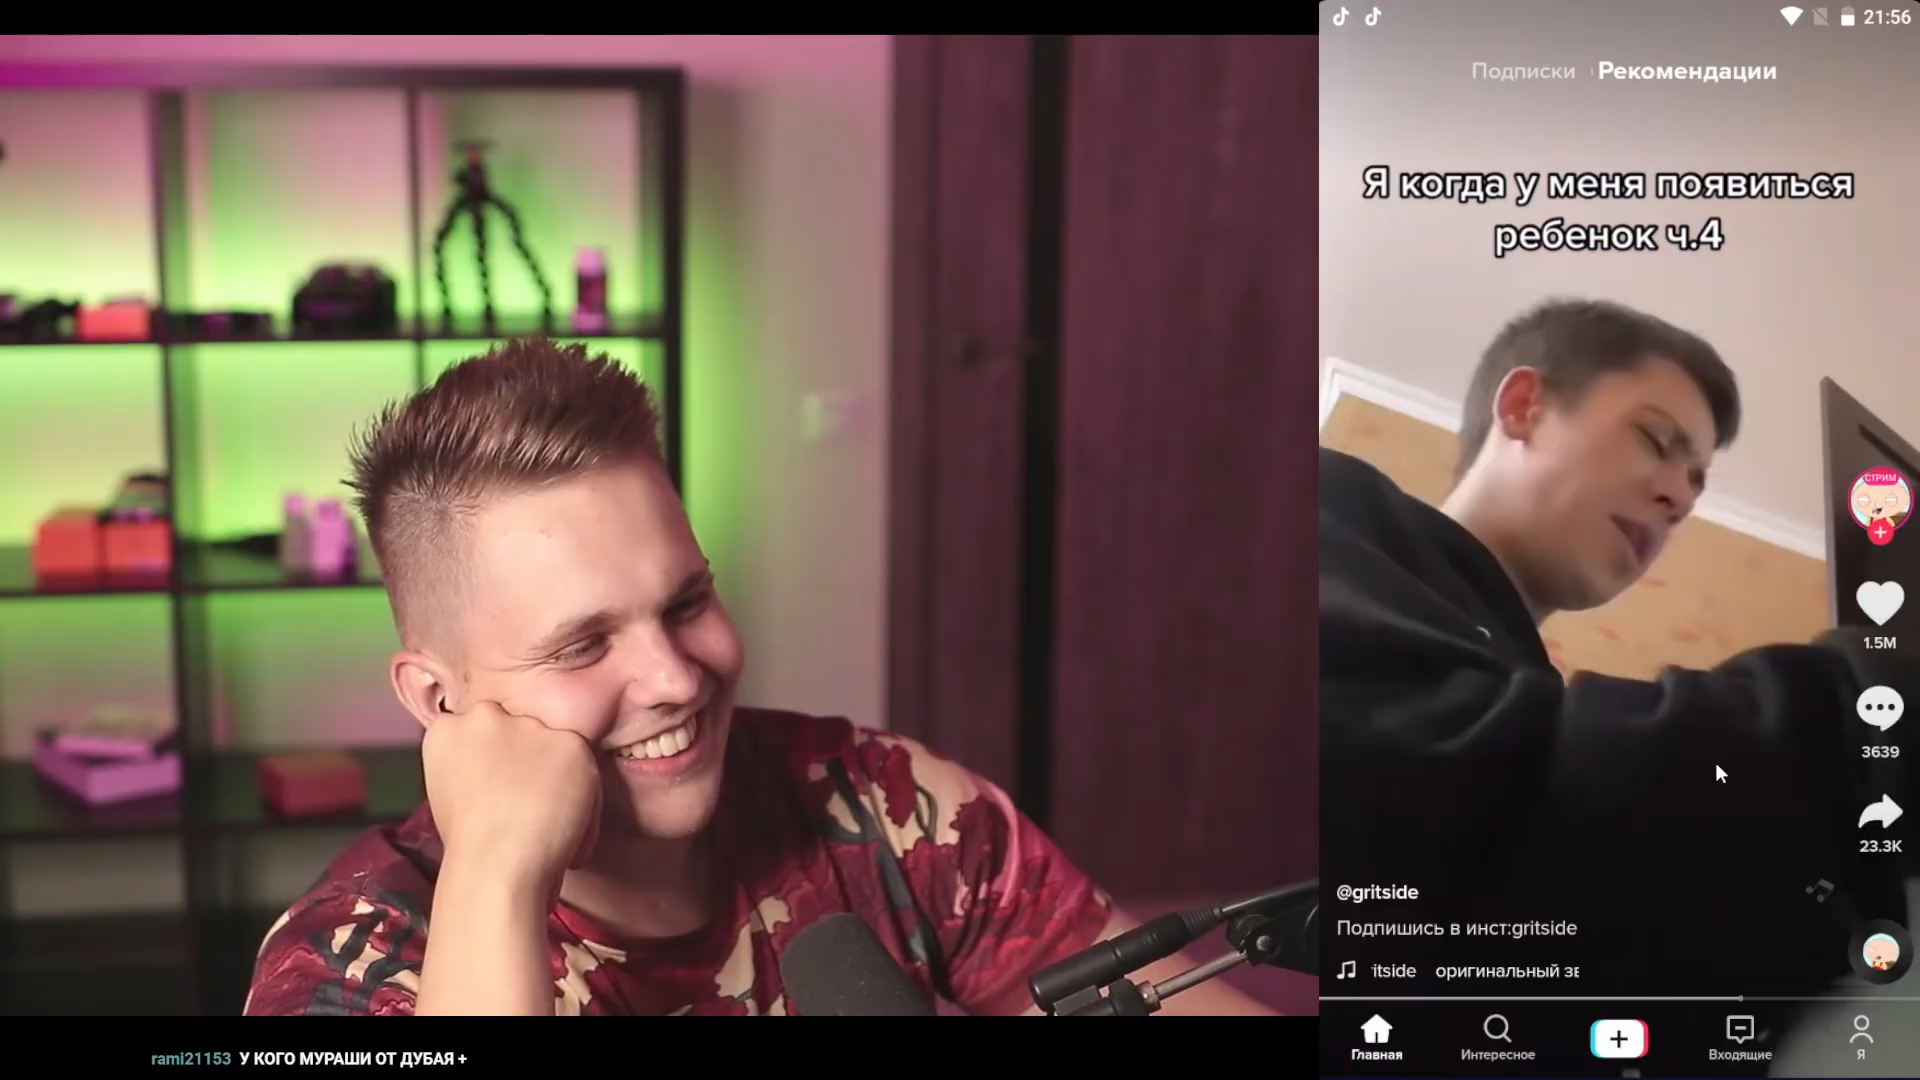 21:56
Подписки Рекомендации
Я когда у меня появиться
ребенок ч.4
СТРИМ
1.5M
3639
23.3K
@gritside
Подпишись в инст:gritside
itside оригинальный зв
Главная Интересное Входящие Я
rami21153 У КОГО МУРАШИ ОТ ДУБАЯ +